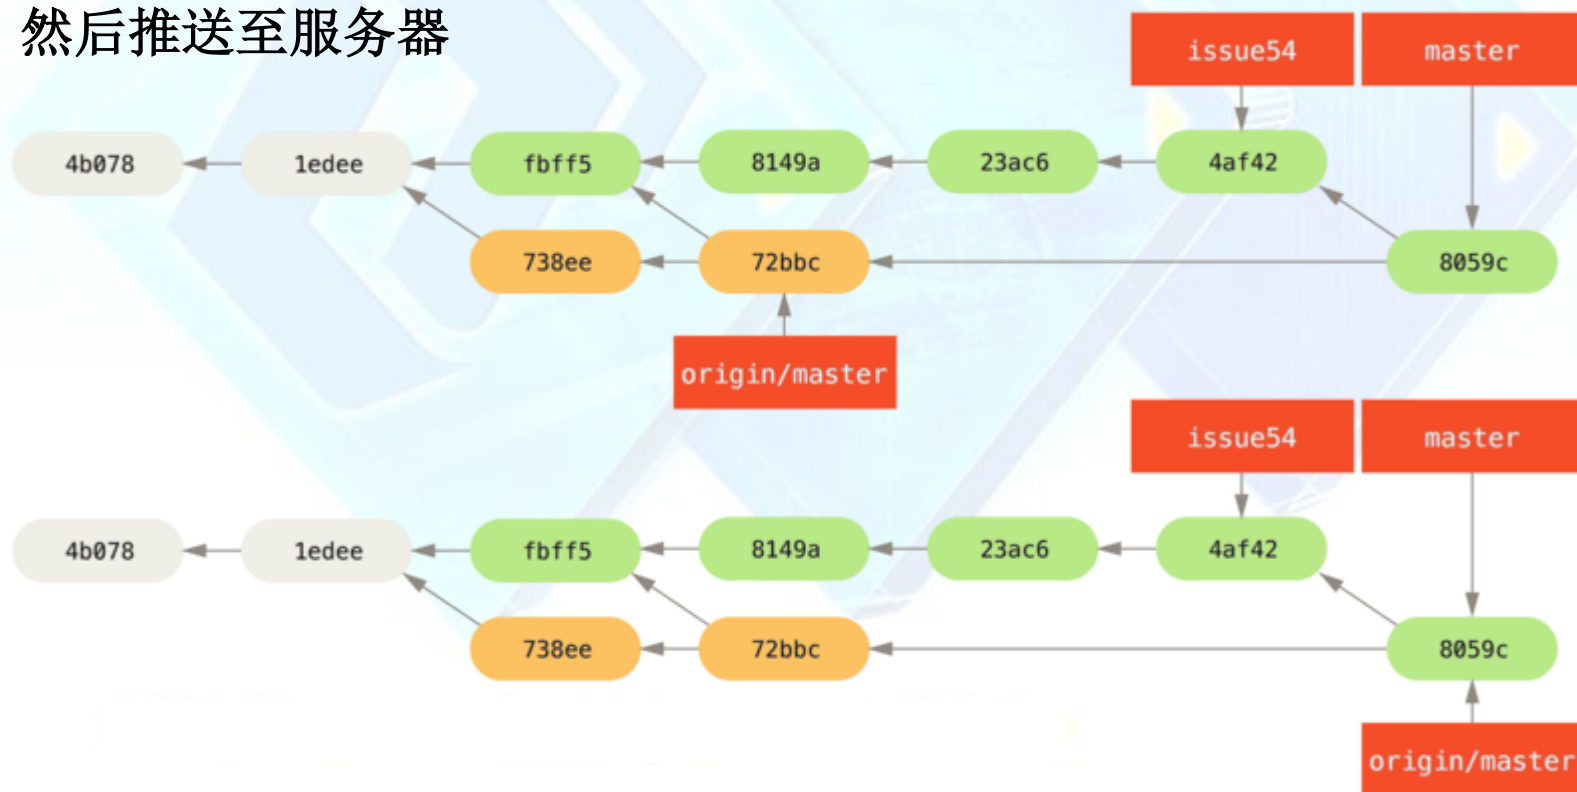 然后推送至服务器
issue54 master
4b078 1edee fbff5 8149a 23ac6 4af42
738ee 72bbc 8059c
origin/master
issue54 master
4b078 1edee fbff5 8149a 23ac6 4af42
738ee 72bbc 8059c
origin/master